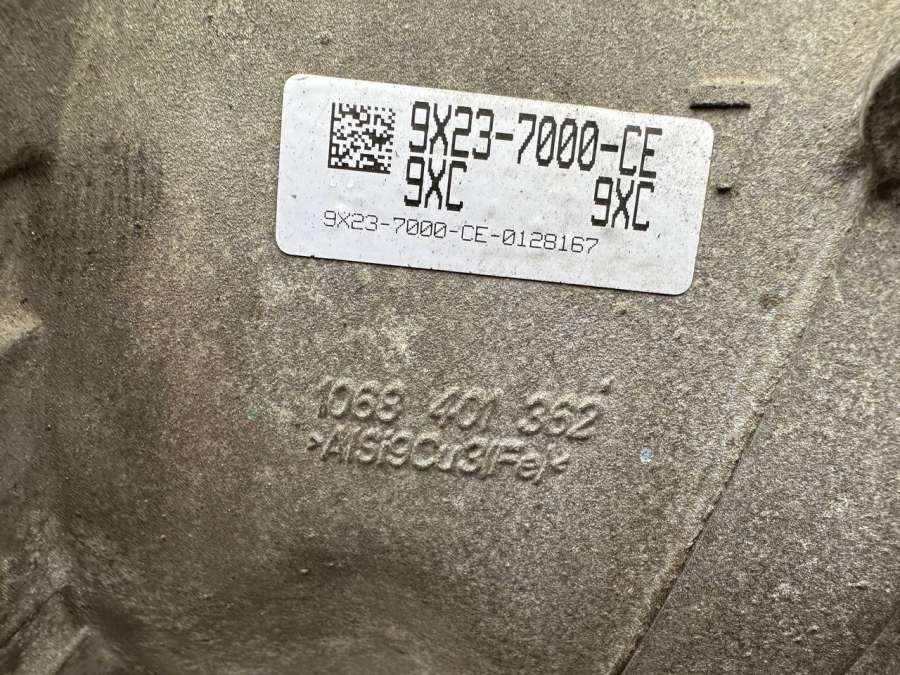 9X23-7000-CE
9XC 9XC
9X23-7000-CE-0128167
1068 401 362
>AlSi9Cu3(Fe)<